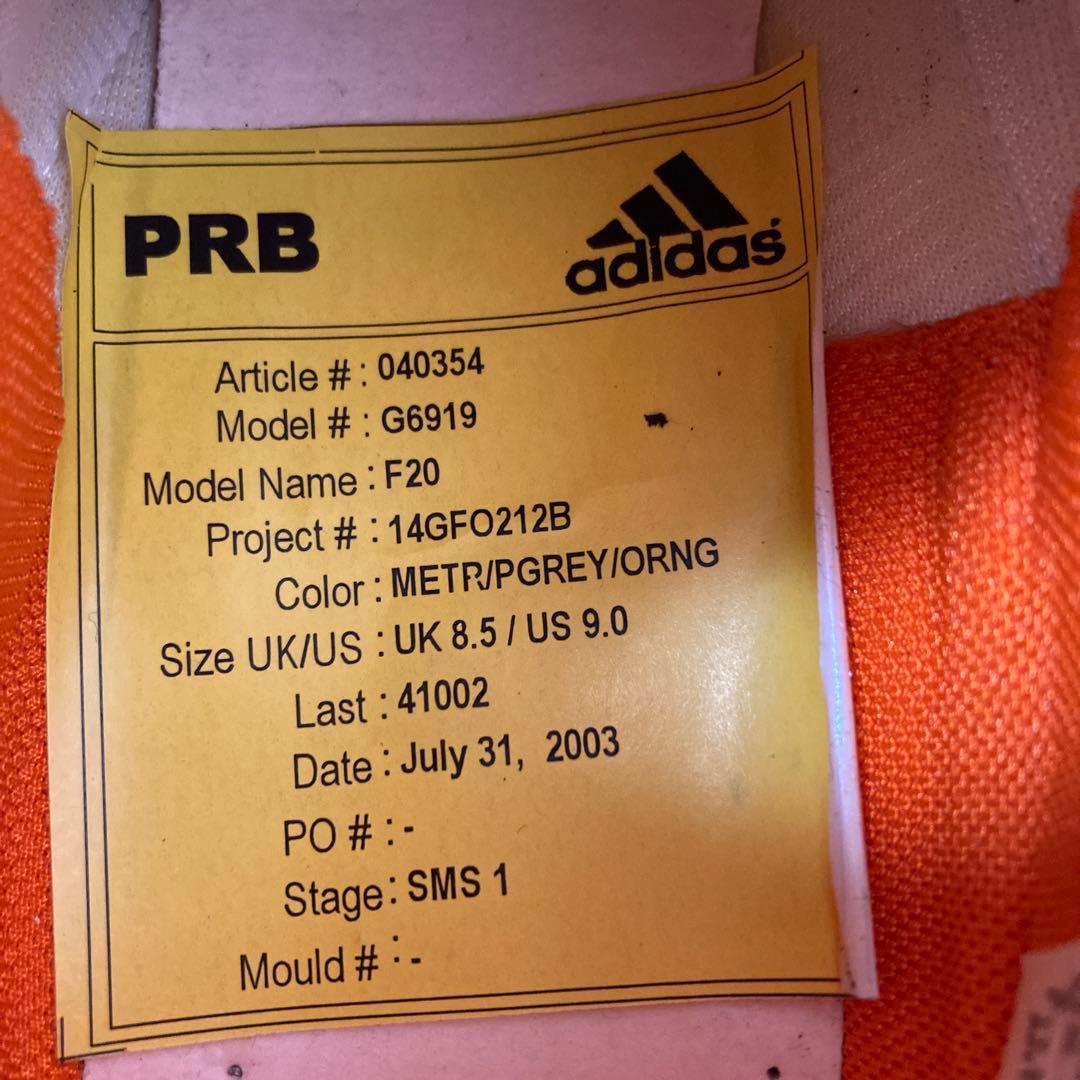 PRB
adidas
Article # : 040354
Model # : G6919
Model Name : F20
Project # : 14GFO212B
Color : METR/PGREY/ORNG
Size UK/US : UK 8.5 / US 9.0
Last : 41002
Date : July 31, 2003
PO # : -
Stage : SMS 1
Mould # : -